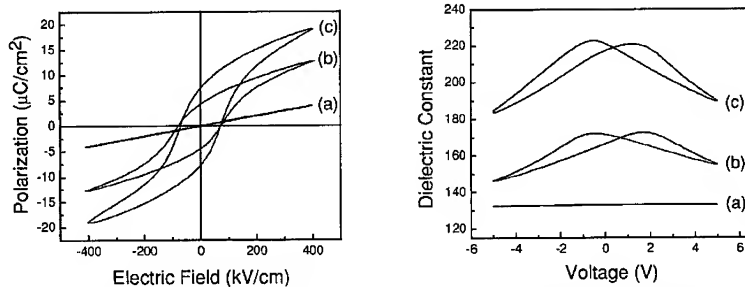 Polarization (μC/cm²)
20
15
10
5
0
-5
-10
-15
-20
-400
-200
0
200
400
Electric Field (kV/cm)
(c)
(b)
(a)
Dielectric Constant
240
220
200
180
160
140
120
-6
-4
-2
0
2
4
6
Voltage (V)
(c)
(b)
(a)